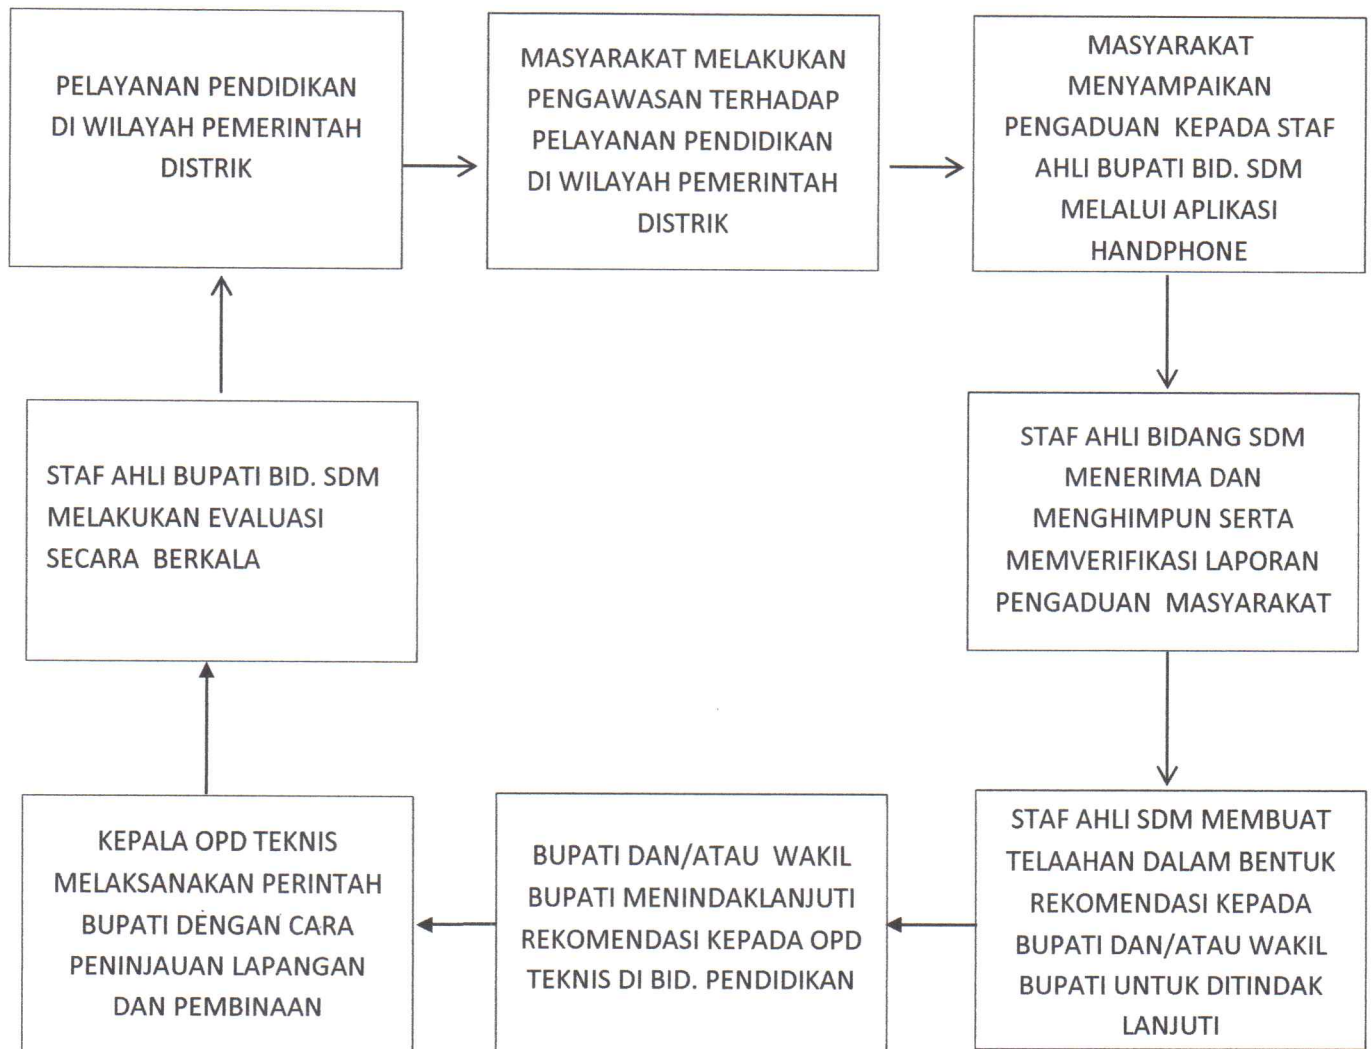 PELAYANAN PENDIDIKAN
DI WILAYAH PEMERINTAH
DISTRIK
MASYARAKAT MELAKUKAN
PENGAWASAN TERHADAP
PELAYANAN PENDIDIKAN
DI WILAYAH PEMERINTAH
DISTRIK
MASYARAKAT
MENYAMPAIKAN
PENGADUAN KEPADA STAF
AHLI BUPATI BID. SDM
MELALUI APLIKASI
HANDPHONE
STAF AHLI BIDANG SDM
MENERIMA DAN
MENGHIMPUN SERTA
MEMVERIFIKASI LAPORAN
PENGADUAN MASYARAKAT
STAF AHLI SDM MEMBUAT
TELAAHAN DALAM BENTUK
REKOMENDASI KEPADA
BUPATI DAN/ATAU WAKIL
BUPATI UNTUK DITINDAK
LANJUTI
BUPATI DAN/ATAU WAKIL
BUPATI MENINDAKLANJUTI
REKOMENDASI KEPADA OPD
TEKNIS DI BID. PENDIDIKAN
KEPALA OPD TEKNIS
MELAKSANAKAN PERINTAH
BUPATI DENGAN CARA
PENINJAUAN LAPANGAN
DAN PEMBINAAN
STAF AHLI BUPATI BID. SDM
MELAKUKAN EVALUASI
SECARA BERKALA